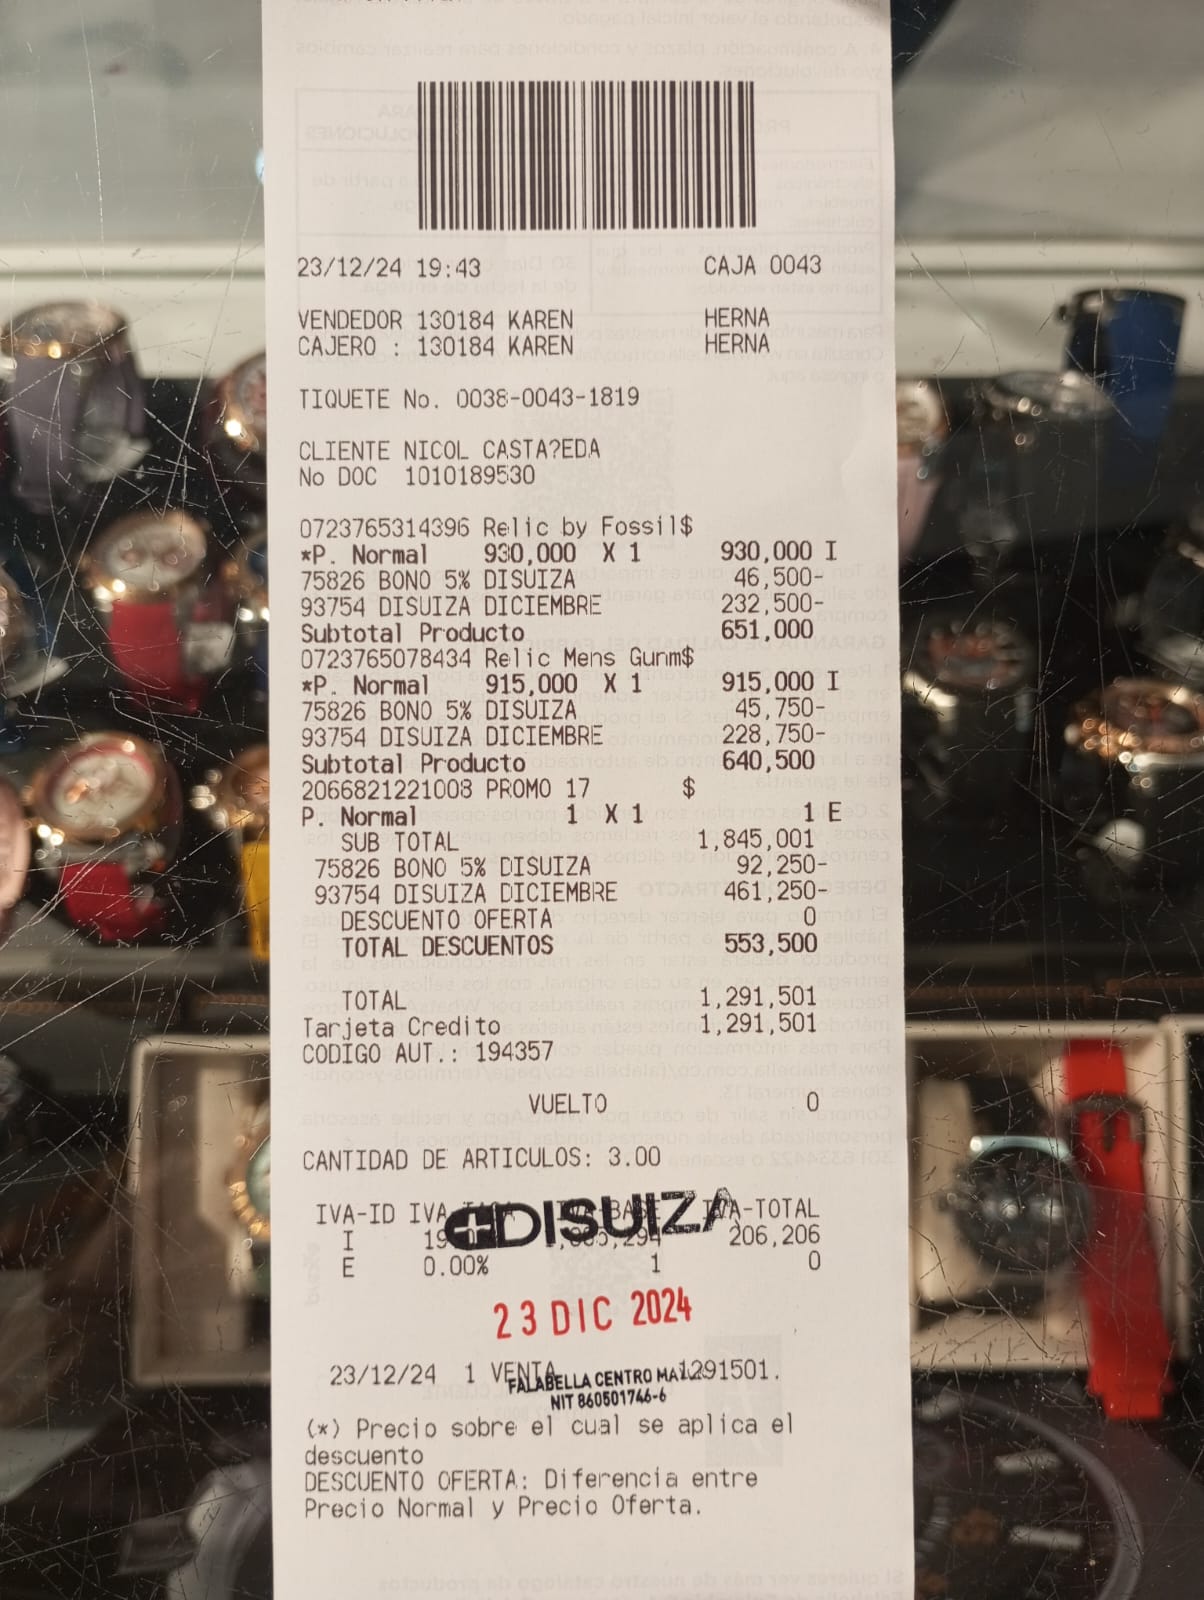 23/12/24 19:43 CAJA 0043
VENDEDOR 130184 KAREN HERNA
CAJERO : 130184 KAREN HERNA
TIQUETE No. 0038-0043-1819
CLIENTE NICOL CASTA?EDA
No DOC 1010189530
0723765314396 Relic by Fossil$
*P. Normal 930,000 X 1 930,000 I
75826 BONO 5% DISUIZA 46,500-
93754 DISUIZA DICIEMBRE 232,500-
Subtotal Producto 651,000
0723765078434 Relic Mens Gunm$
*P. Normal 915,000 X 1 915,000 I
75826 BONO 5% DISUIZA 45,750-
93754 DISUIZA DICIEMBRE 228,750-
Subtotal Producto 640,500
2066821221008 PROMO 17 $
P. Normal 1 X 1 1 E
SUB TOTAL 1,845,001
75826 BONO 5% DISUIZA 92,250-
93754 DISUIZA DICIEMBRE 461,250-
DESCUENTO OFERTA 0
TOTAL DESCUENTOS 553,500
TOTAL 1,291,501
Tarjeta Credito 1,291,501
CODIGO AUT.: 194357
VUELTO 0
CANTIDAD DE ARTICULOS: 3.00
IVA-ID IVA-TASA IVA-BASE IVA-TOTAL
DISUIZA
I 206,206
E 0.00% 1 0
23 DIC 2024
23/12/24 1 VENTA 1291501.
FALABELLA CENTRO
NIT 860501746-6
(*) Precio sobre el cual se aplica el
descuento
DESCUENTO OFERTA: Diferencia entre
Precio Normal y Precio Oferta.